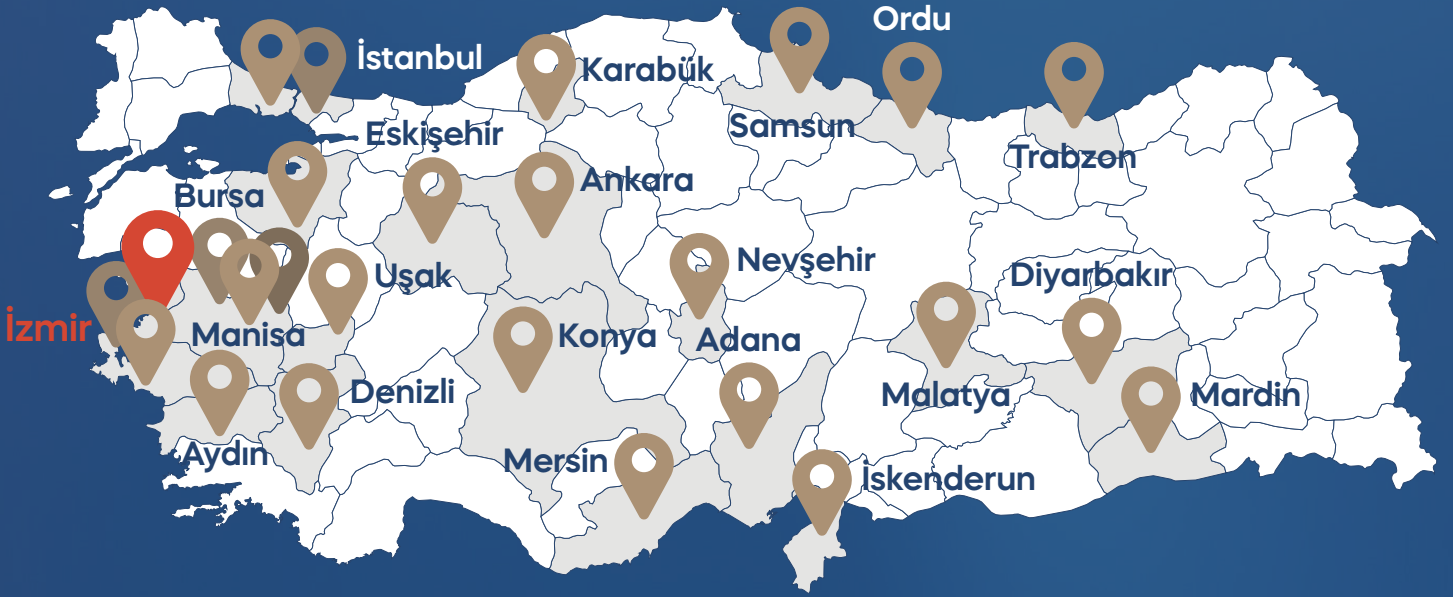 Ordu
İstanbul
Karabük
Samsun
Eskişehir
Trabzon
Ankara
Bursa
Nevşehir
Uşak
Diyarbakır
İzmir
Manisa
Konya
Adana
Denizli
Malatya
Mardin
Aydın
Mersin
İskenderun